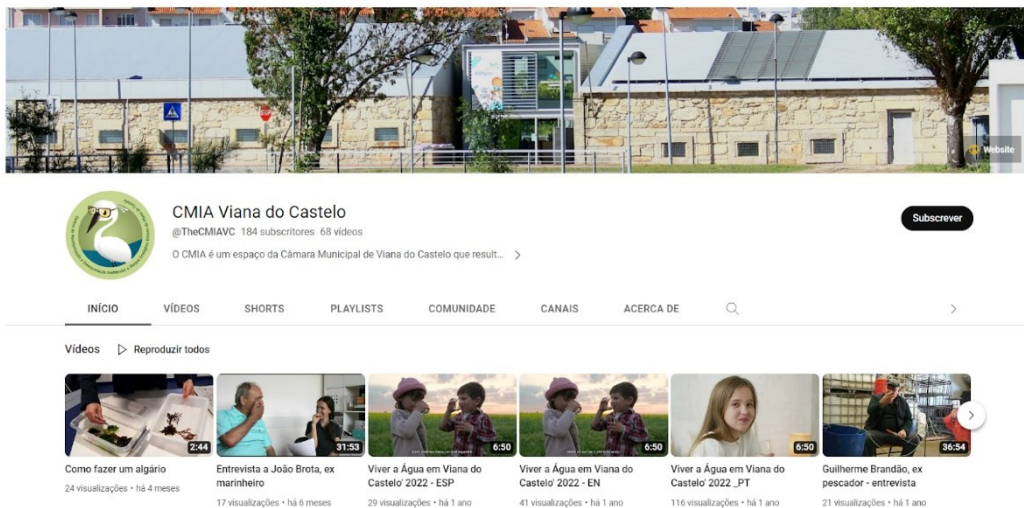 Website
CMIA Viana do Castelo
@TheCMIAVC 184 subscritores 68 vídeos
Subscrever
O CMIA é um espaço da Câmara Municipal de Viana do Castelo que result...
INÍCIO VÍDEOS SHORTS PLAYLISTS COMUNIDADE CANAIS ACERCA DE
Vídeos Reproduzir todos
2:44
31:53
6:50
6:50
6:50
36:54
Como fazer um algário
24 visualizações • há 4 meses
Entrevista a João Brota, ex
marinheiro
17 visualizações • há 6 meses
Viver a Água em Viana do
Castelo' 2022 - ESP
29 visualizações • há 1 ano
Viver a Água em Viana do
Castelo' 2022 - EN
41 visualizações • há 1 ano
Viver a Água em Viana do
Castelo' 2022 _PT
116 visualizações • há 1 ano
Guilherme Brandão, ex
pescador - entrevista
21 visualizações • há 1 ano